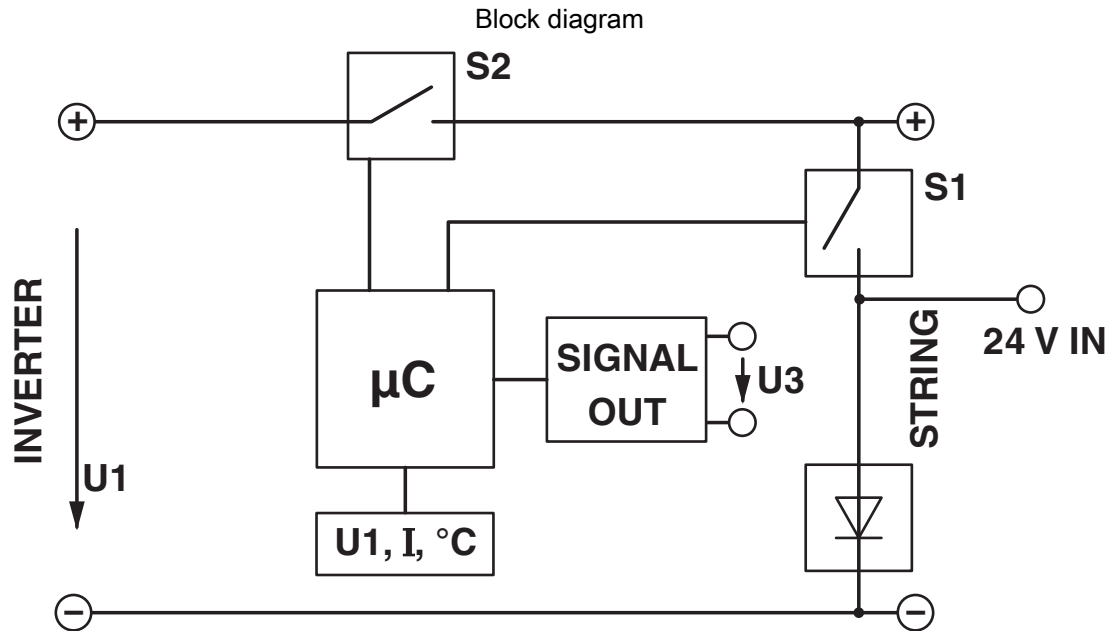 Block diagram
S2
+
+
S1
INVERTER
U1
µC
SIGNAL
OUT
U3
STRING
24 V IN
U1, I, °C
−
−